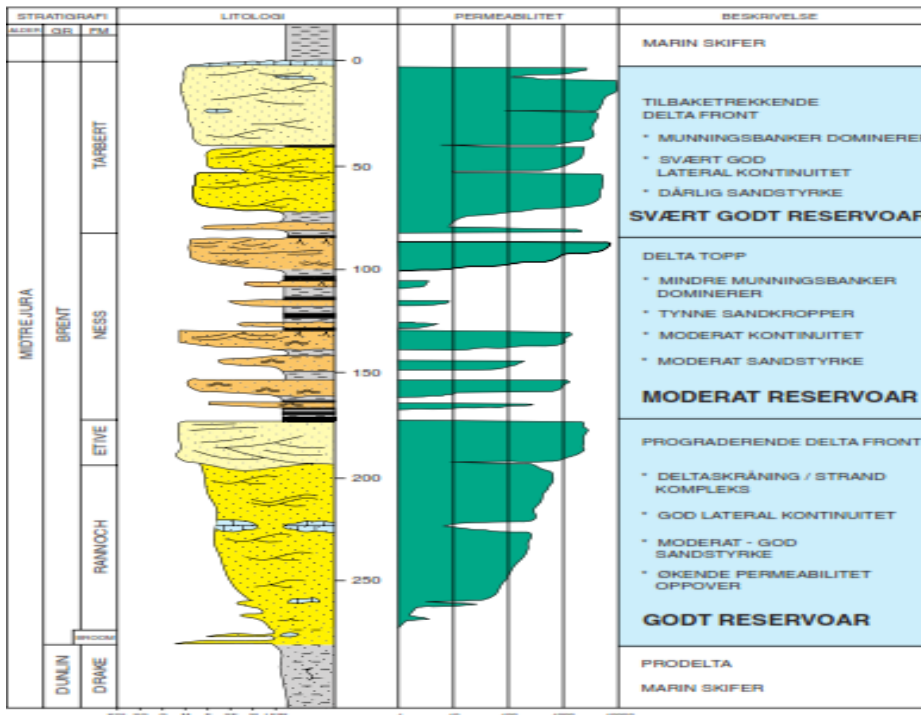 STRATIGRAFI LITOLOGI PERMEABILITET BESKRIVELSE
ALDER GR FM
MIDTREJURA
BRENT
DUNLIN
TARBERT
NESS
ETIVE
RANNOCH
BROOM
DRAKE
0
50
100
150
200
250
MARIN SKIFER
TILBAKETREKKENDE
DELTA FRONT
* MUNNINGSBANKER DOMINERER
* SVÆRT GOD
LATERAL KONTINUITET
* DÅRLIG SANDSTYRKE
SVÆRT GODT RESERVOAR
DELTA TOPP
* MINDRE MUNNINGSBANKER
DOMINERER
* TYNNE SANDKROPPER
* MODERAT KONTINUITET
* MODERAT SANDSTYRKE
MODERAT RESERVOAR
PROGRADERENDE DELTA FRONT
* DELTASKRÅNING / STRAND
KOMPLEKS
* GOD LATERAL KONTINUITET
* MODERAT - GOD
SANDSTYRKE
* ØKENDE PERMEABILITET
OPPOVER
GODT RESERVOAR
PRODELTA
MARIN SKIFER